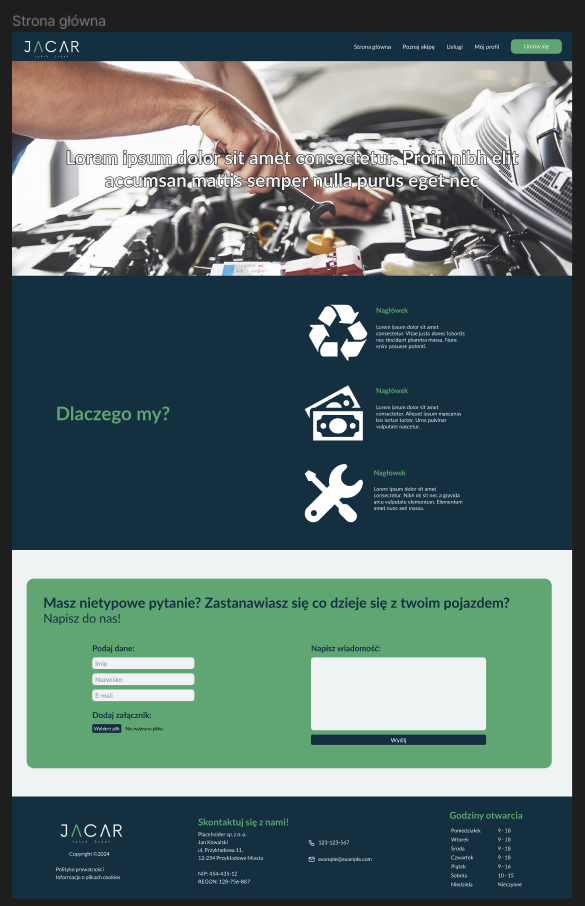 Strona główna
JACAR
Strona główna Poznaj ekipę Usługi Mój profil Umów się
Lorem ipsum dolor sit amet consectetur. Proin nibh elit
accumsan mattis semper nulla purus eget nec
Dlaczego my?
Nagłówek
Lorem ipsum dolor sit amet
consectetur. Vitae justo donec lobortis
nec tincidunt pharetra massa. Nunc
enim posuere potenti.
Nagłówek
Lorem ipsum dolor sit amet
consectetur. Aliquet ipsum maecenas
leo lectus tortor. Urna pulvinar
vulputate nascetur.
Nagłówek
Lorem ipsum dolor sit amet
consectetur. Nibh mi sit nec a gravida
arcu vulputate elementum. Elementum
amet nunc sed massa.
Masz nietypowe pytanie? Zastanawiasz się co dzieje się z twoim pojazdem?
Napisz do nas!
Podaj dane:
Imię
Nazwisko
E-mail
Dodaj załącznik:
Wybierz plik Nie wybrano pliku
Napisz wiadomość:
Wyślij
JACAR
Copyright ©2024
Polityka prywatności
Informacje o plikach cookies
Skontaktuj się z nami!
Placeholder sp. z o. o.
Jan Kowalski
ul. Przykładowa 11,
12-234 Przykładowe Miasto
NIP: 454-435-12
REGON: 128-756-887
123-123-567
example@example.com
Godziny otwarcia
Poniedziałek 9 - 18
Wtorek 9 - 18
Środa 9 - 18
Czwartek 9 - 18
Piątek 9 - 16
Sobota 10 - 15
Niedziela Nieczynne